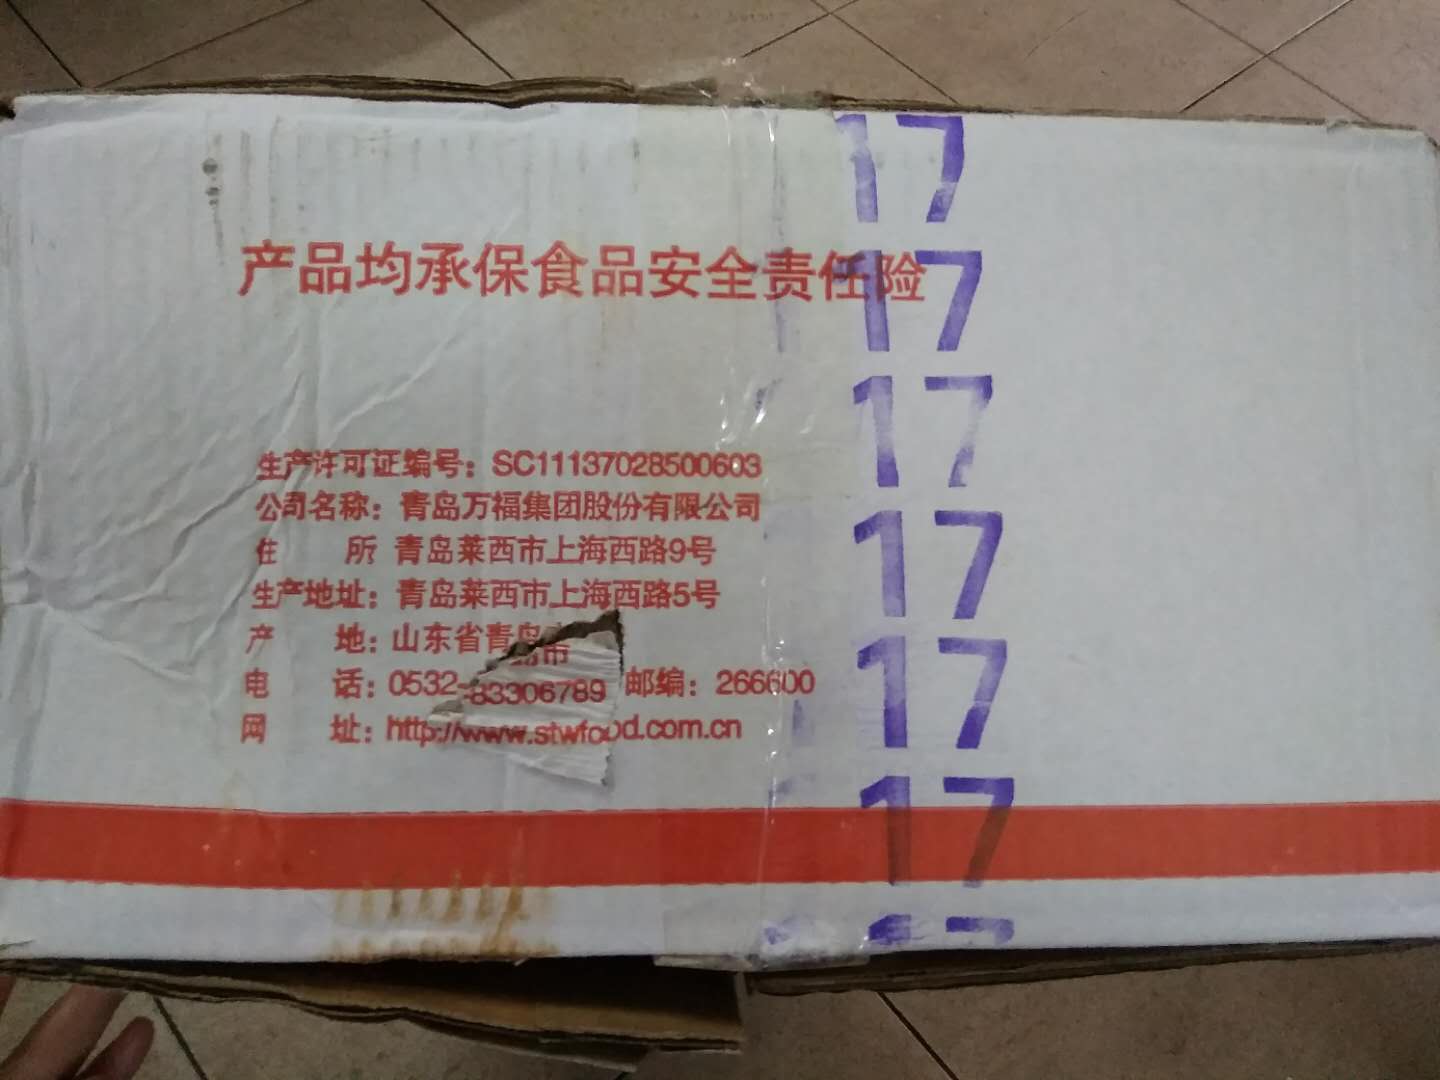 产品均承保食品安全责任险
生产许可证编号：SC11137028500603
公司名称：青岛万福集团股份有限公司
住 所 青岛莱西市上海西路9号
生产地址：青岛莱西市上海西路5号
产 地：山东省青岛市
电 话：0532-83306789 邮编：266600
网 址：http://www.stwfood.com.cn
17
17
17
17
17
17
17